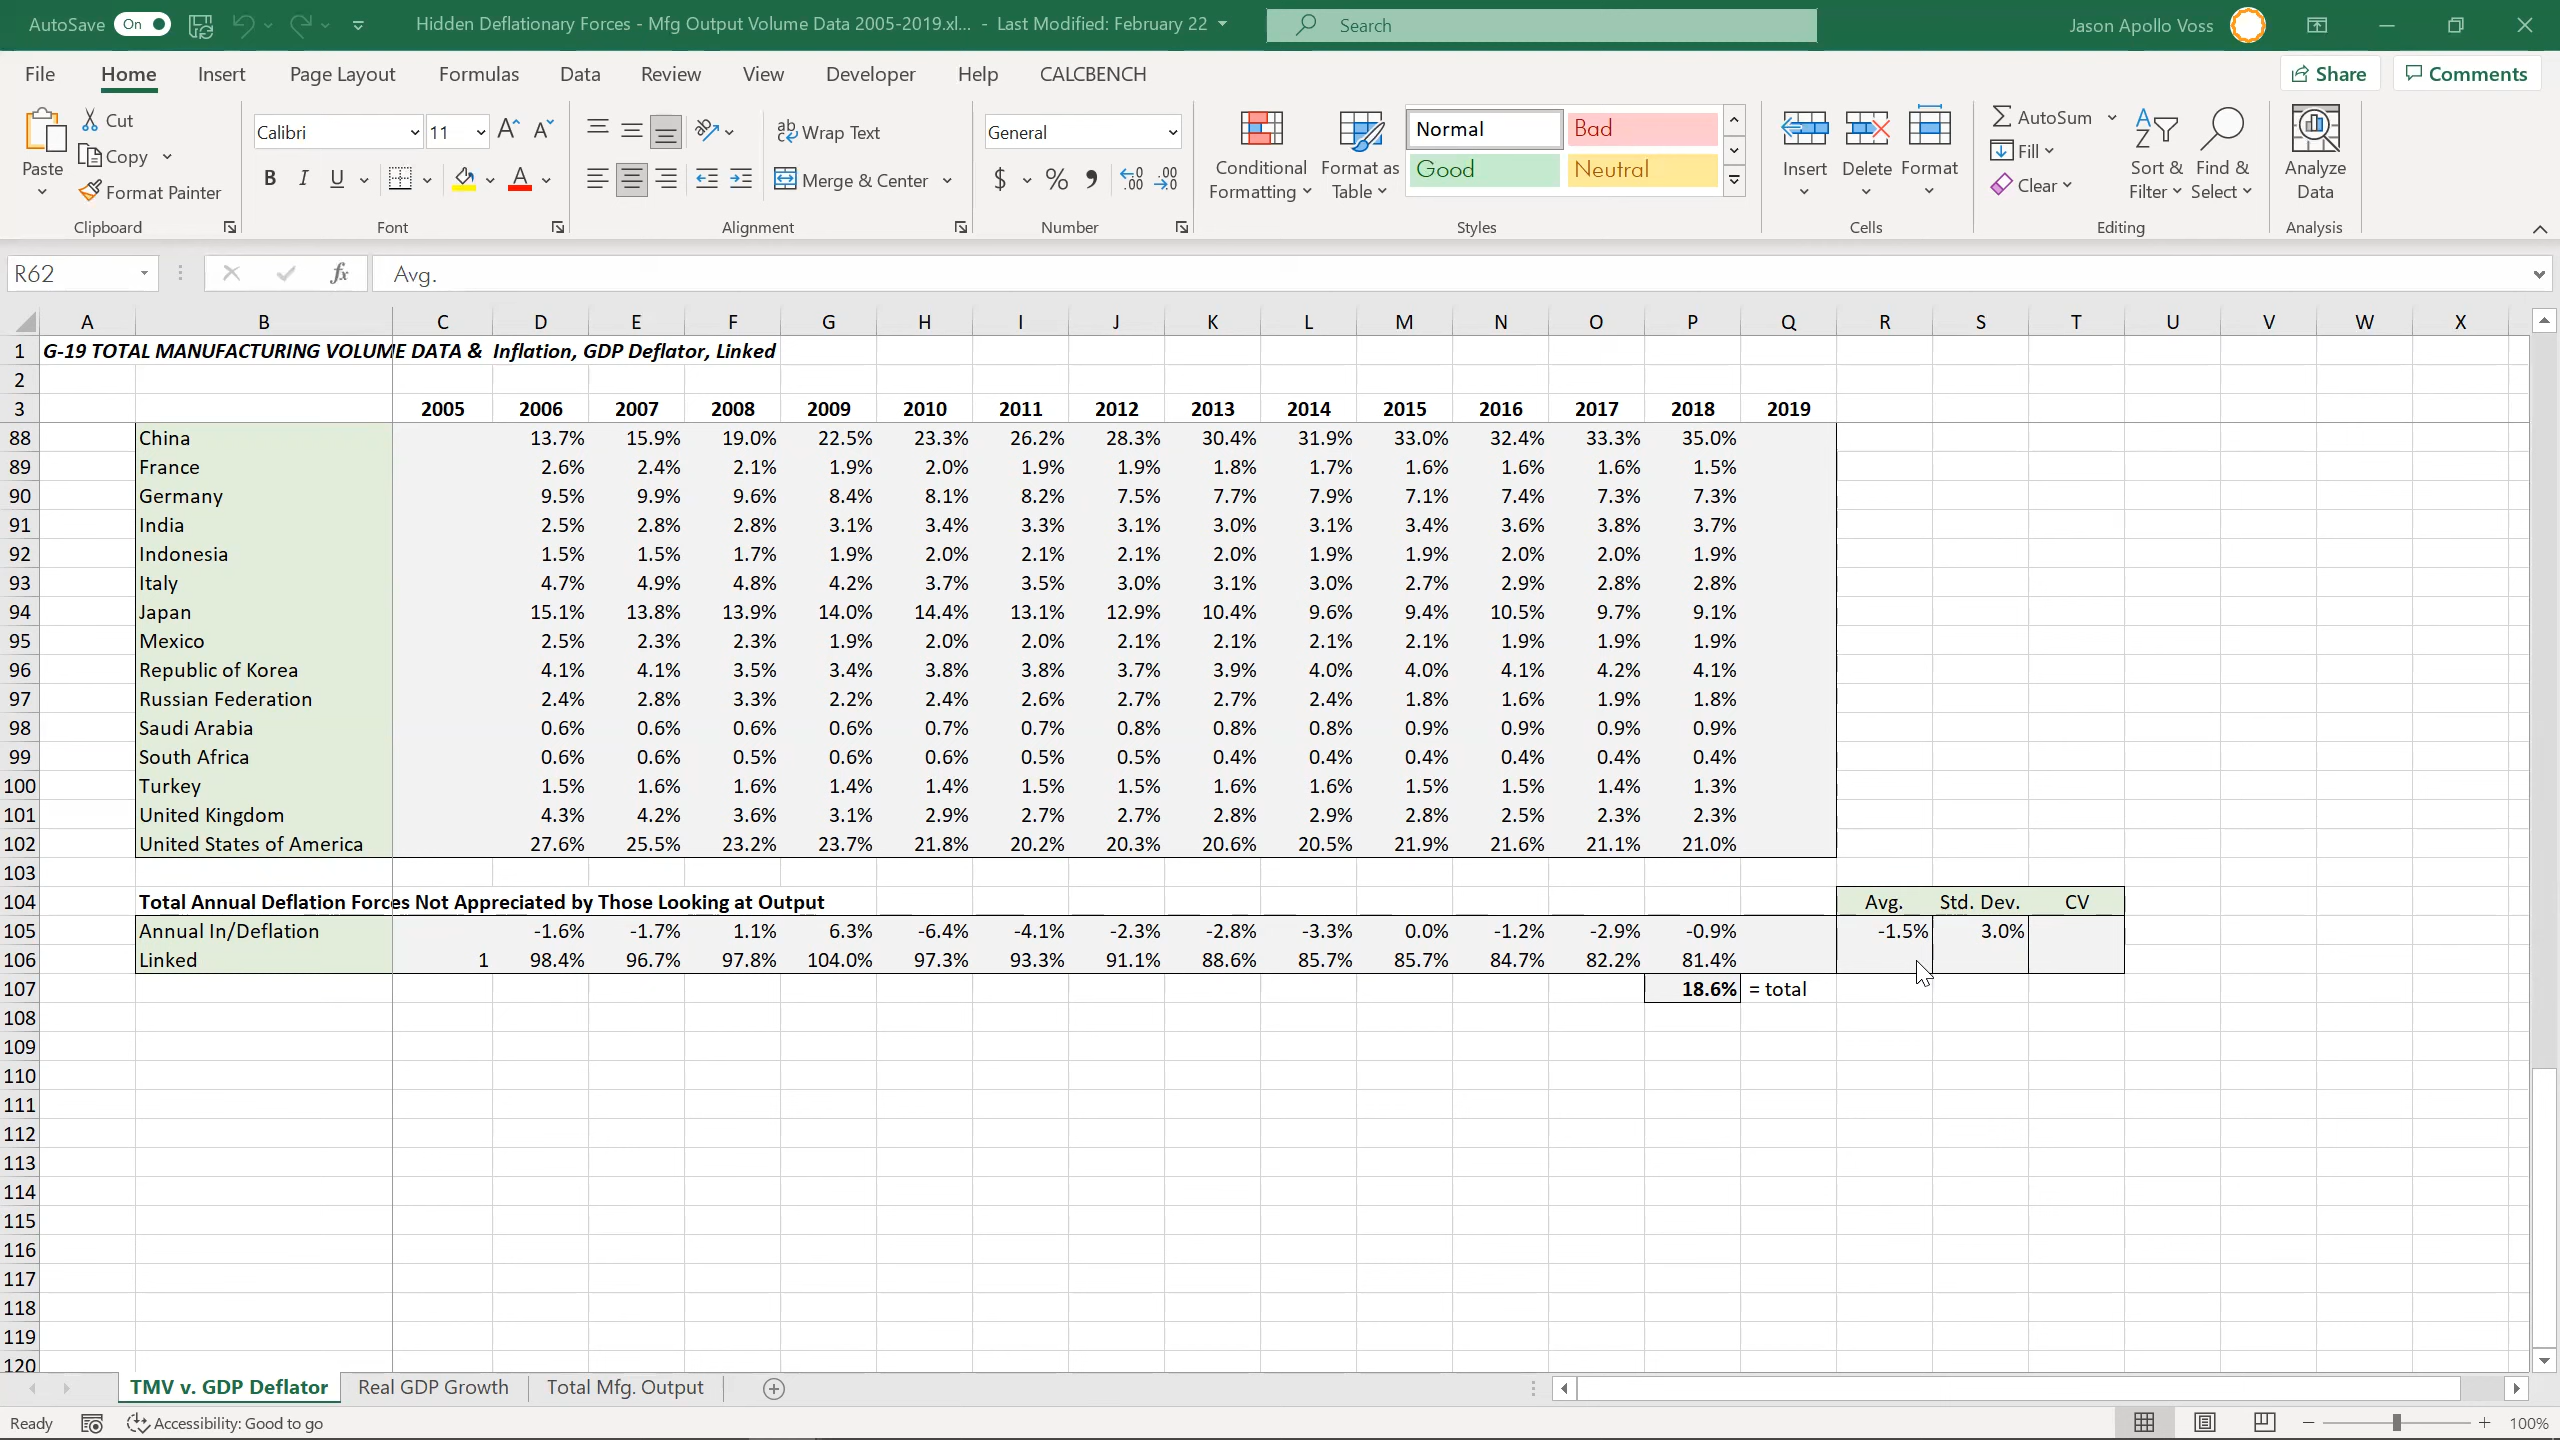 AutoSave On Hidden Deflationary Forces - Mfg Output Volume Data 2005-2019.xl... - Last Modified: February 22 Search Jason Apollo Voss
File Home Insert Page Layout Formulas Data Review View Developer Help CALCBENCH Share Comments
Paste Cut Copy Format Painter Clipboard
Calibri 11 B I U A Font
Wrap Text Merge & Center Alignment
General $ % Number
Conditional Formatting Format as Table Normal Bad Good Neutral Styles
Insert Delete Format Cells
AutoSum Fill Clear Sort & Filter Find & Select Editing
Analyze Data Analysis
R62 fx Avg.
A B C D E F G H I J K L M N O P Q R S T U V W X
1 G-19 TOTAL MANUFACTURING VOLUME DATA & Inflation, GDP Deflator, Linked
2
3 2005 2006 2007 2008 2009 2010 2011 2012 2013 2014 2015 2016 2017 2018 2019
88 China 13.7% 15.9% 19.0% 22.5% 23.3% 26.2% 28.3% 30.4% 31.9% 33.0% 32.4% 33.3% 35.0%
89 France 2.6% 2.4% 2.1% 1.9% 2.0% 1.9% 1.9% 1.8% 1.7% 1.6% 1.6% 1.6% 1.5%
90 Germany 9.5% 9.9% 9.6% 8.4% 8.1% 8.2% 7.5% 7.7% 7.9% 7.1% 7.4% 7.3% 7.3%
91 India 2.5% 2.8% 2.8% 3.1% 3.4% 3.3% 3.1% 3.0% 3.1% 3.4% 3.6% 3.8% 3.7%
92 Indonesia 1.5% 1.5% 1.7% 1.9% 2.0% 2.1% 2.1% 2.0% 1.9% 1.9% 2.0% 2.0% 1.9%
93 Italy 4.7% 4.9% 4.8% 4.2% 3.7% 3.5% 3.0% 3.1% 3.0% 2.7% 2.9% 2.8% 2.8%
94 Japan 15.1% 13.8% 13.9% 14.0% 14.4% 13.1% 12.9% 10.4% 9.6% 9.4% 10.5% 9.7% 9.1%
95 Mexico 2.5% 2.3% 2.3% 1.9% 2.0% 2.0% 2.1% 2.1% 2.1% 2.1% 1.9% 1.9% 1.9%
96 Republic of Korea 4.1% 4.1% 3.5% 3.4% 3.8% 3.8% 3.7% 3.9% 4.0% 4.0% 4.1% 4.2% 4.1%
97 Russian Federation 2.4% 2.8% 3.3% 2.2% 2.4% 2.6% 2.7% 2.7% 2.4% 1.8% 1.6% 1.9% 1.8%
98 Saudi Arabia 0.6% 0.6% 0.6% 0.6% 0.7% 0.7% 0.8% 0.8% 0.8% 0.9% 0.9% 0.9% 0.9%
99 South Africa 0.6% 0.6% 0.5% 0.6% 0.6% 0.5% 0.5% 0.4% 0.4% 0.4% 0.4% 0.4% 0.4%
100 Turkey 1.5% 1.6% 1.6% 1.4% 1.4% 1.5% 1.5% 1.6% 1.6% 1.5% 1.5% 1.4% 1.3%
101 United Kingdom 4.3% 4.2% 3.6% 3.1% 2.9% 2.7% 2.7% 2.8% 2.9% 2.8% 2.5% 2.3% 2.3%
102 United States of America 27.6% 25.5% 23.2% 23.7% 21.8% 20.2% 20.3% 20.6% 20.5% 21.9% 21.6% 21.1% 21.0%
103
104 Total Annual Deflation Forces Not Appreciated by Those Looking at Output Avg. Std. Dev. CV
105 Annual In/Deflation -1.6% -1.7% 1.1% 6.3% -6.4% -4.1% -2.3% -2.8% -3.3% 0.0% -1.2% -2.9% -0.9% -1.5% 3.0%
106 Linked 1 98.4% 96.7% 97.8% 104.0% 97.3% 93.3% 91.1% 88.6% 85.7% 85.7% 84.7% 82.2% 81.4%
107 18.6% = total
108
109
110
111
112
113
114
115
116
117
118
119
120
TMV v. GDP Deflator Real GDP Growth Total Mfg. Output
Ready Accessibility: Good to go 100%